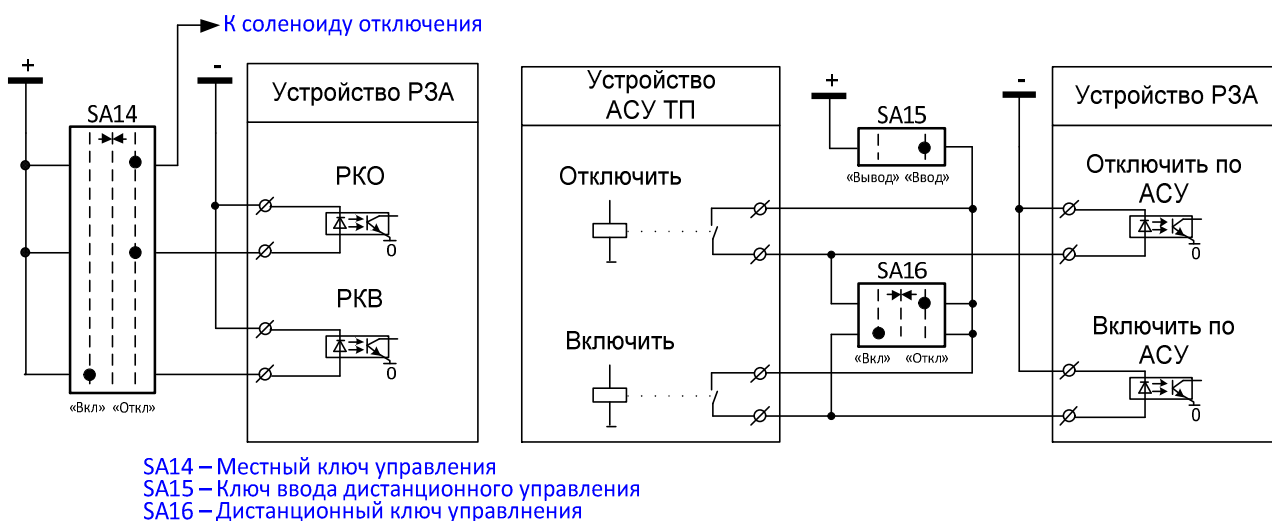 К соленоиду отключения
+
-
Устройство РЗА
SA14
РКО
0
РКВ
0
«Вкл» «Откл»
Устройство
АСУ ТП
Отключить
Включить
+
SA15
«Вывод» «Ввод»
SA16
«Вкл» «Откл»
-
Устройство РЗА
Отключить по
АСУ
0
Включить по
АСУ
0
SA14 – Местный ключ управления
SA15 – Ключ ввода дистанционного управления
SA16 – Дистанционный ключ управлнения